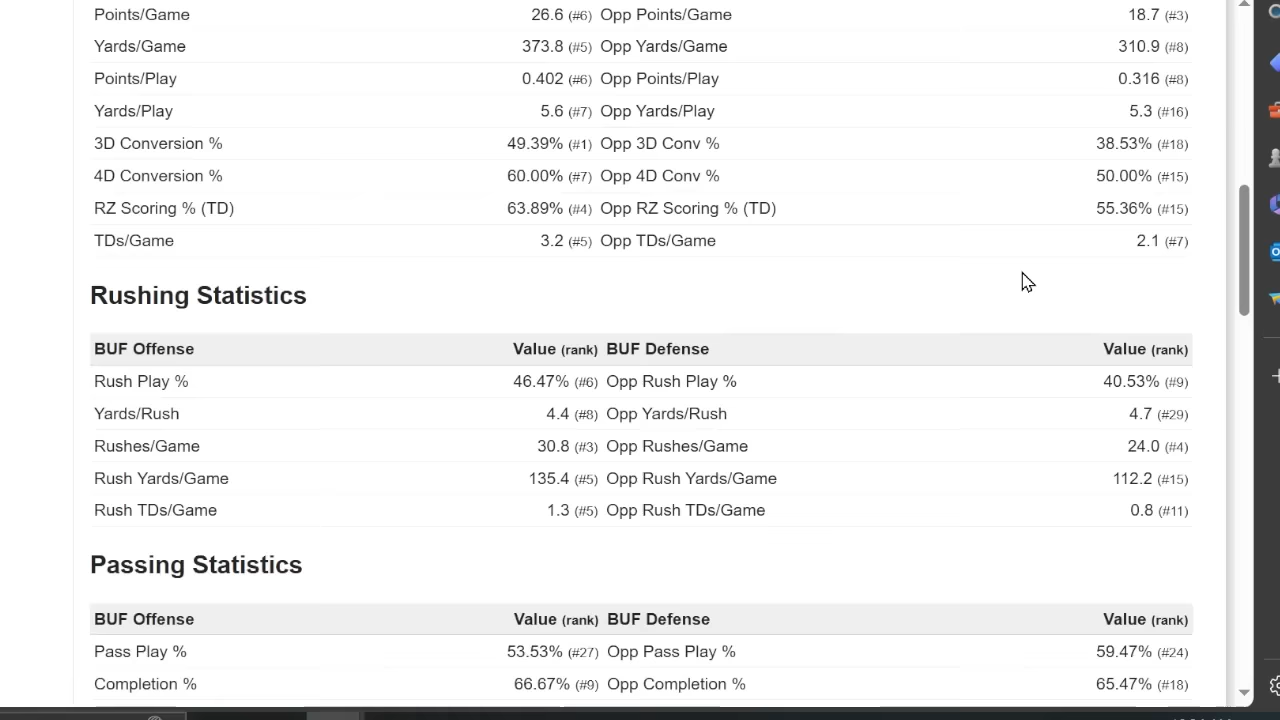 Points/Game 26.6 (#6) Opp Points/Game 18.7 (#3)
Yards/Game 373.8 (#5) Opp Yards/Game 310.9 (#8)
Points/Play 0.402 (#6) Opp Points/Play 0.316 (#8)
Yards/Play 5.6 (#7) Opp Yards/Play 5.3 (#16)
3D Conversion % 49.39% (#1) Opp 3D Conv % 38.53% (#18)
4D Conversion % 60.00% (#7) Opp 4D Conv % 50.00% (#15)
RZ Scoring % (TD) 63.89% (#4) Opp RZ Scoring % (TD) 55.36% (#15)
TDs/Game 3.2 (#5) Opp TDs/Game 2.1 (#7)
Rushing Statistics
BUF Offense Value (rank) BUF Defense Value (rank)
Rush Play % 46.47% (#6) Opp Rush Play % 40.53% (#9)
Yards/Rush 4.4 (#8) Opp Yards/Rush 4.7 (#29)
Rushes/Game 30.8 (#3) Opp Rushes/Game 24.0 (#4)
Rush Yards/Game 135.4 (#5) Opp Rush Yards/Game 112.2 (#15)
Rush TDs/Game 1.3 (#5) Opp Rush TDs/Game 0.8 (#11)
Passing Statistics
BUF Offense Value (rank) BUF Defense Value (rank)
Pass Play % 53.53% (#27) Opp Pass Play % 59.47% (#24)
Completion % 66.67% (#9) Opp Completion % 65.47% (#18)